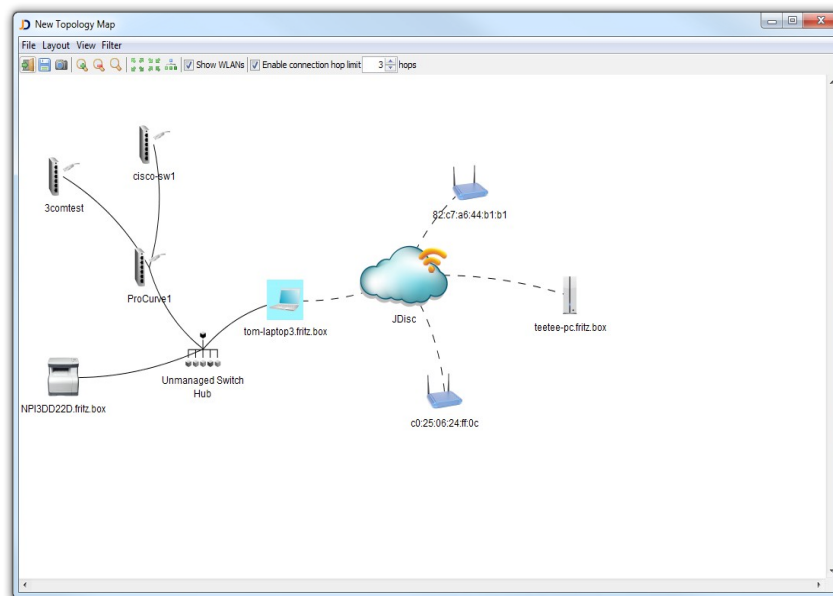 New Topology Map
File Layout View Filter
Show WLANs Enable connection hop limit 3 hops
cisco-sw1
3comtest
82:c7:a6:44:b1:b1
ProCurve1
JDisc
tom-laptop3.fritz.box
teetee-pc.fritz.box
Unmanaged Switch
Hub
NPI3DD22D.fritz.box
c0:25:06:24:ff:0c